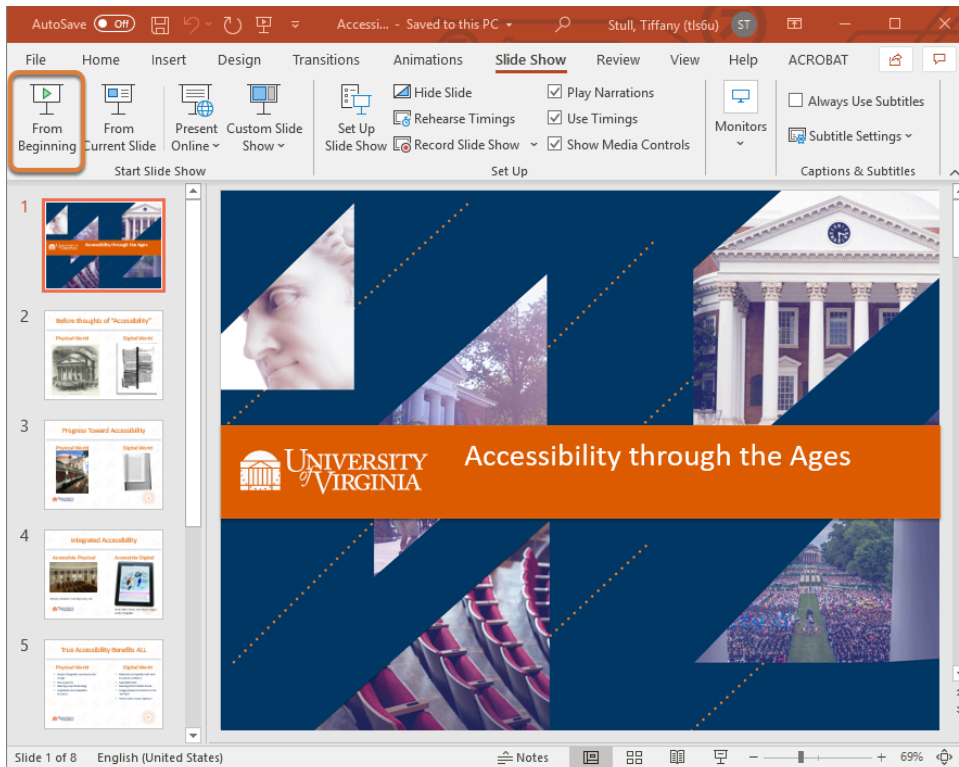 AutoSave Off Accessi... - Saved to this PC Stull, Tiffany (tls6u) ST
File Home Insert Design Transitions Animations Slide Show Review View Help ACROBAT
From Beginning
From Current Slide
Present Online
Custom Slide Show
Start Slide Show
Set Up Slide Show
Hide Slide
Rehearse Timings
Record Slide Show
Play Narrations
Use Timings
Show Media Controls
Set Up
Monitors
Always Use Subtitles
Subtitle Settings
Captions & Subtitles
1
Accessibility through the Ages
2
Before thoughts of "Accessibility"
Physical World Digital World
3
Progress Toward Accessibility
Physical World Digital World
4
Integrated Accessibility
Accessible Physical Accessible Digital
5
True Accessibility Benefits ALL
Physical World Digital World
UNIVERSITY
of VIRGINIA
Accessibility through the Ages
Slide 1 of 8 English (United States) Notes 69%